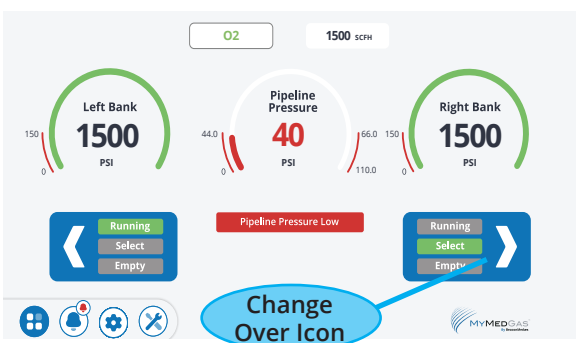 O2
1500 SCFH
Left Bank
1500
PSI
150
0
Pipeline
Pressure
40
PSI
44.0
0
66.0
110.0
Right Bank
1500
PSI
150
0
Running
Select
Empty
Pipeline Pressure Low
Running
Select
Empty
Change
Over Icon
MYMEDGAS